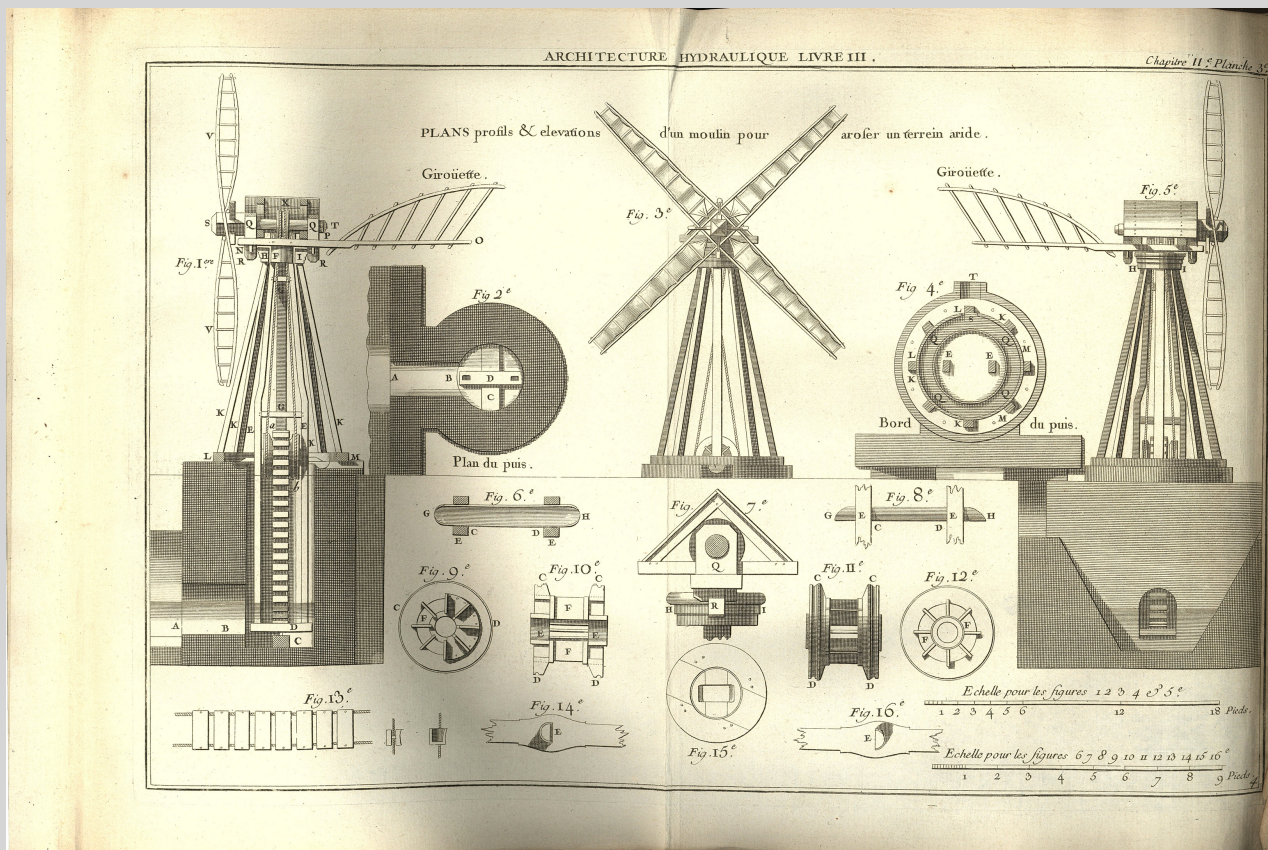 ARCHITECTURE HYDRAULIQUE LIVRE III.
Chapitre II.e Planche 3.e
PLANS profils & elevations d'un moulin pour aroser un terrein aride.
Giroüette.
Giroüette.
Fig. 1ere
V
V
S
Q
X
Q
T
P
O
N
R
H
F
I
R
K
K
E
G
a
E
K
K
L
M
b
A
B
D
C
Fig 2.e
A
B
D
C
Plan du puis.
Fig. 3.e
Fig 4.e
T
L
K
Q
Q
M
L
E
E
K
Q
Q
M
K
Bord du puis.
Fig. 5.e
H
I
Fig. 6.e
G
H
C
D
E
E
Fig. 7.e
Q
H
R
I
Fig. 8.e
G
E
C
D
E
H
Fig. 9.e
C
F
D
Fig. 10.e
C
C
F
E
E
F
D
D
Fig. 11.e
C
C
D
D
Fig. 12.e
F
F
Fig. 13.e
Fig. 14.e
E
Fig. 15.e
Fig. 16.e
E
Echelle pour les figures 1 2 3 4 & 5.e
1 2 3 4 5 6 12 18 Pieds.
Echelle pour les figures 6 7 8 9 10 11 12 13 14 15 16.e
1 2 3 4 5 6 7 8 9 Pieds